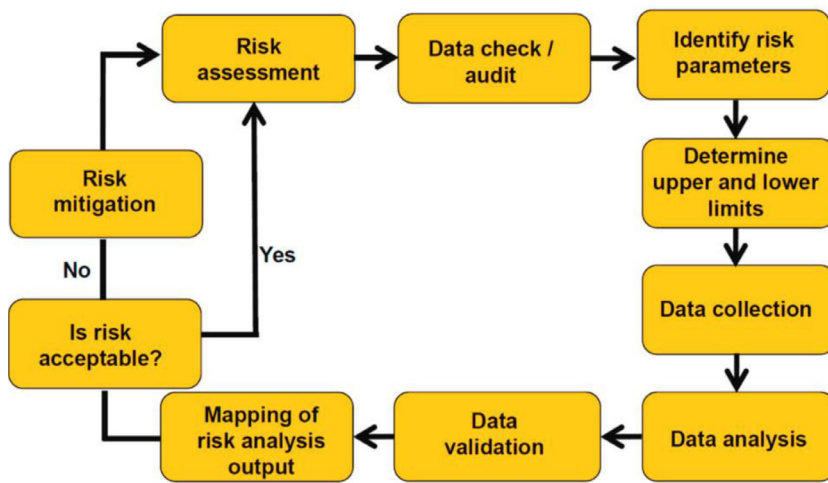 Risk
assessment
Data check /
audit
Identify risk
parameters
Determine
upper and lower
limits
Data collection
Data analysis
Data
validation
Mapping of
risk analysis
output
Is risk
acceptable?
No
Yes
Risk
mitigation